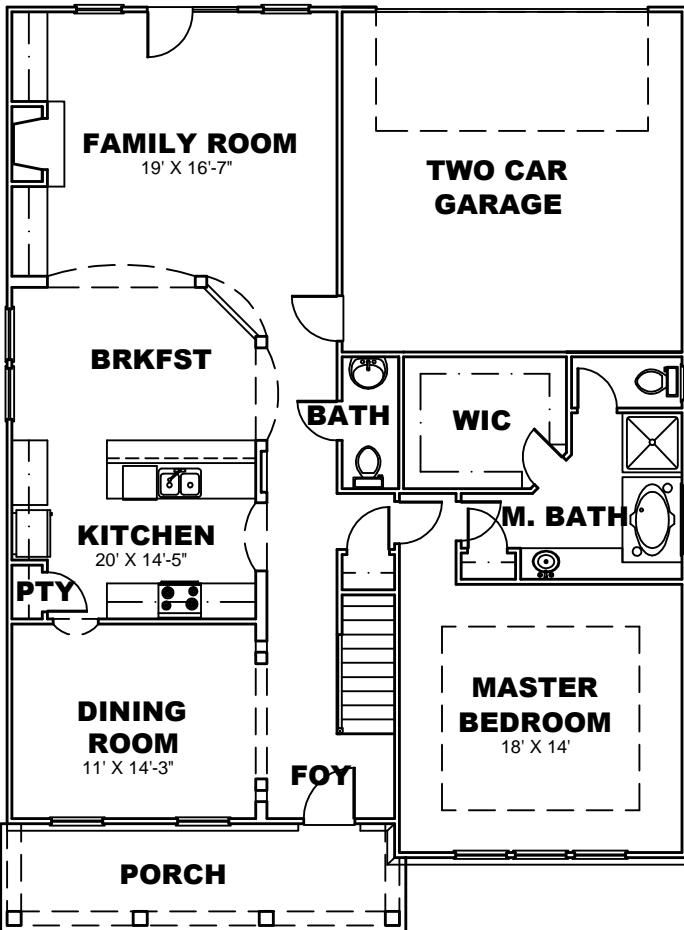 FAMILY ROOM
19' X 16'-7"
TWO CAR
GARAGE
BRKFST
BATH
WIC
KITCHEN
20' X 14'-5"
M. BATH
PTY
DINING
ROOM
11' X 14'-3"
MASTER
BEDROOM
18' X 14'
FOY
PORCH